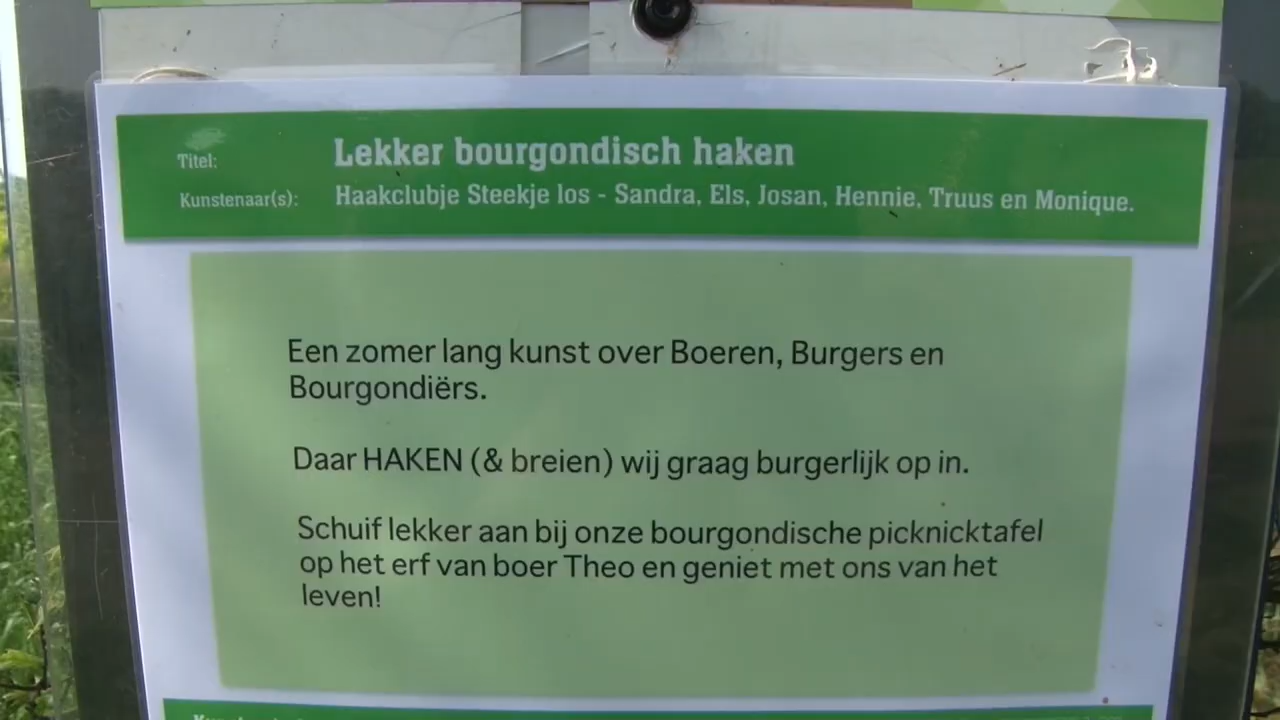 Titel: Lekker bourgondisch haken
Kunstenaar(s): Haakclubje Steekje los - Sandra, Els, Josan, Hennie, Truus en Monique.
Een zomer lang kunst over Boeren, Burgers en
Bourgondiërs.
Daar HAKEN (& breien) wij graag burgerlijk op in.
Schuif lekker aan bij onze bourgondische picknicktafel
op het erf van boer Theo en geniet met ons van het
leven!